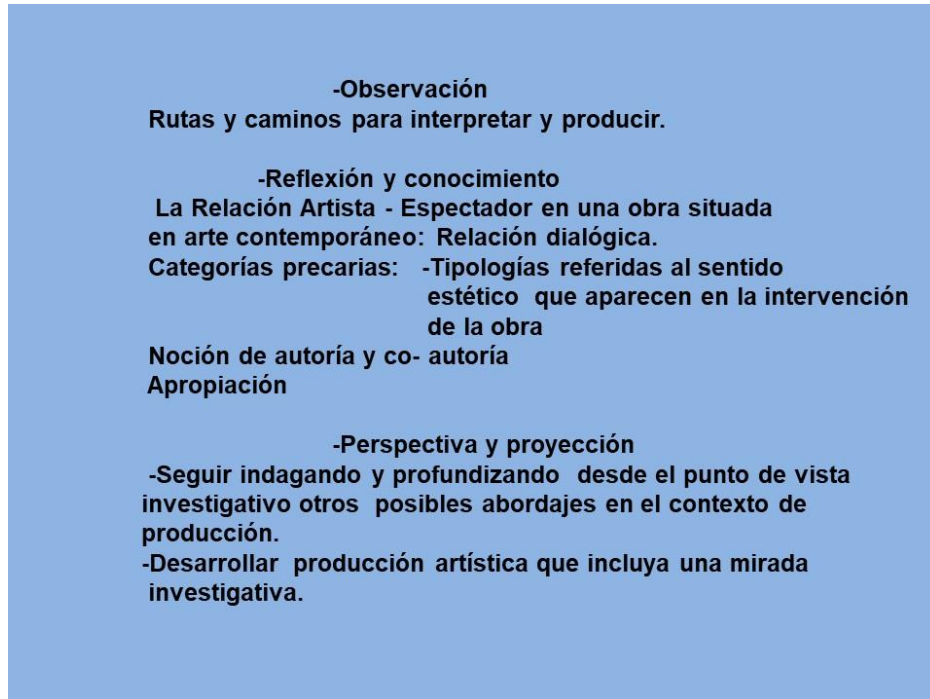 -Observación
Rutas y caminos para interpretar y producir.
-Reflexión y conocimiento
La Relación Artista - Espectador en una obra situada
en arte contemporáneo: Relación dialógica.
Categorías precarias: -Tipologías referidas al sentido
estético que aparecen en la intervención
de la obra
Noción de autoría y co- autoría
Apropiación
-Perspectiva y proyección
-Seguir indagando y profundizando desde el punto de vista
investigativo otros posibles abordajes en el contexto de
producción.
-Desarrollar producción artística que incluya una mirada
investigativa.